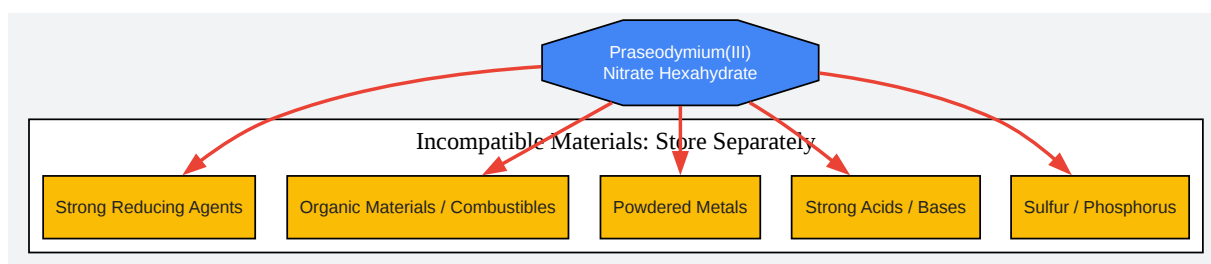 Praseodymium(III)
Nitrate Hexahydrate
Incompatible Materials: Store Separately
Strong Reducing Agents
Organic Materials / Combustibles
Powdered Metals
Strong Acids / Bases
Sulfur / Phosphorus